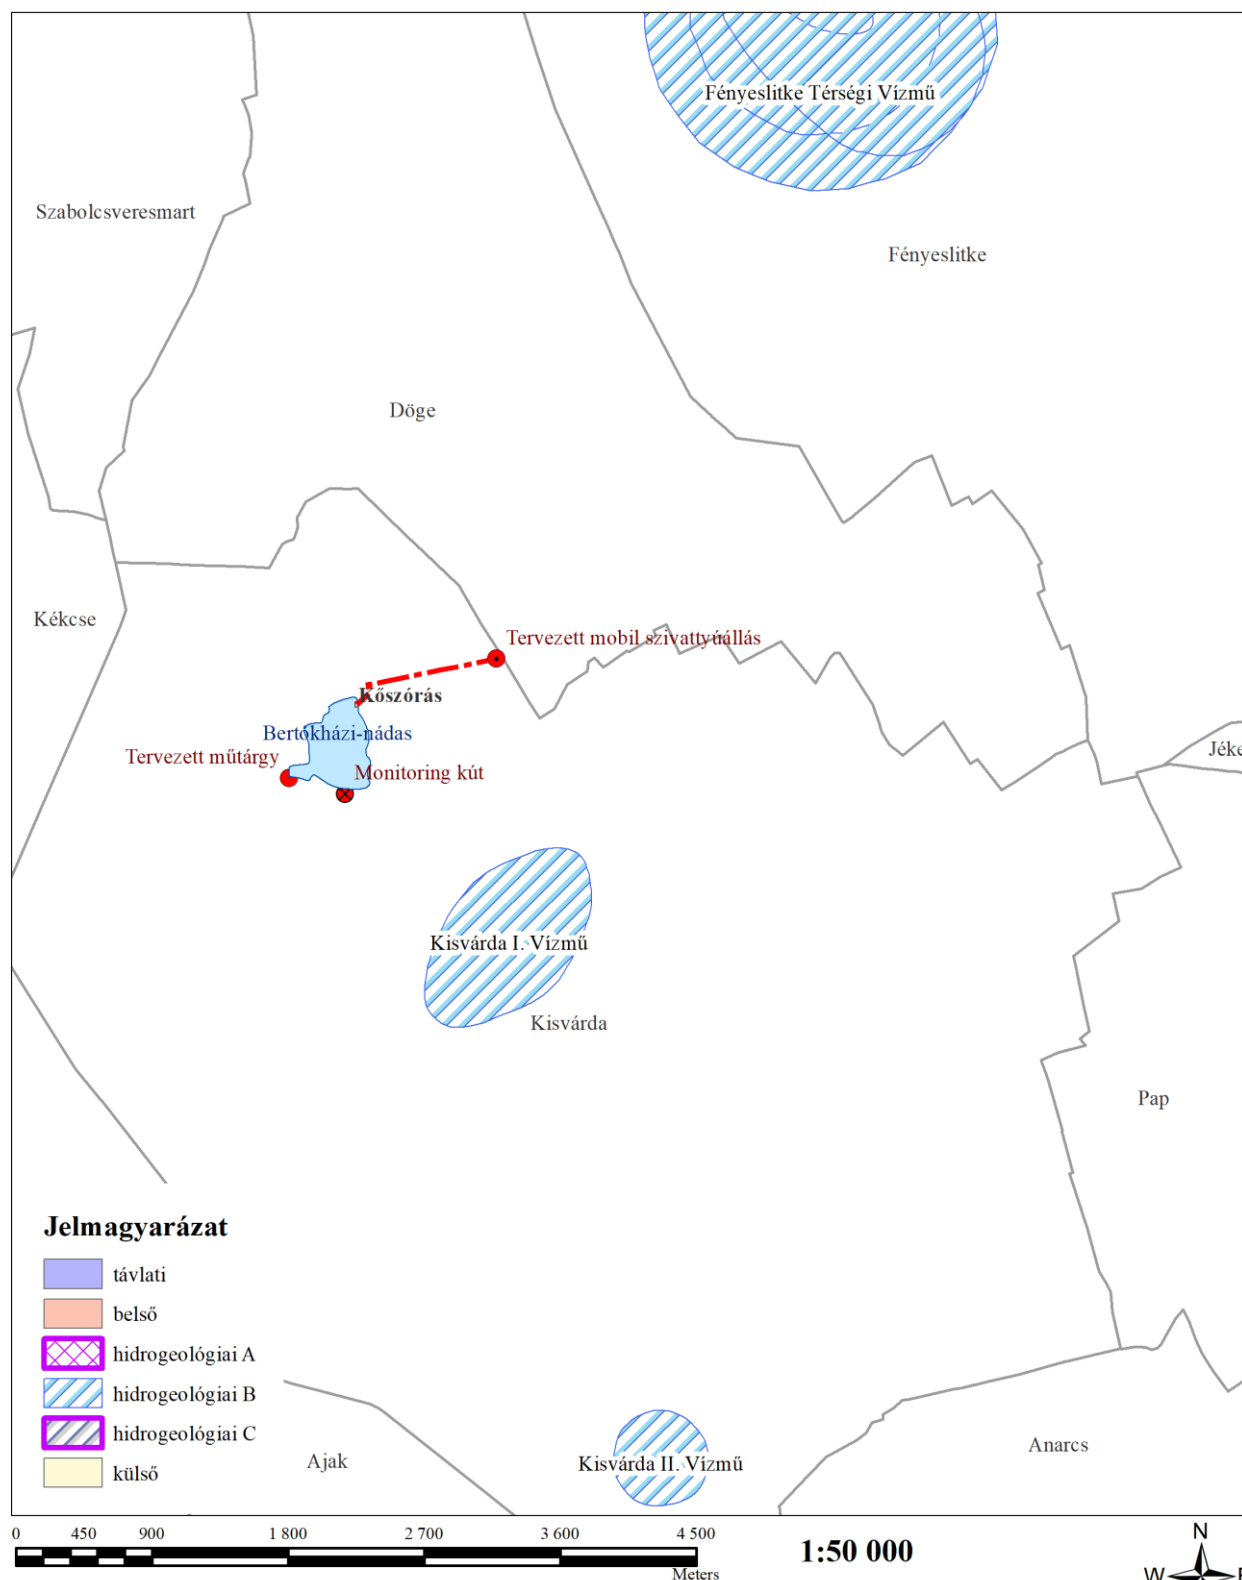 Fényeslitke Térségi Vízmű
Szabolcsveresmart
Fényeslitke
Döge
Kékcse
Tervezett mobil szivattyúállás
Kőszórás
Bertókházi-nádas
Tervezett műtárgy
Monitoring kút
Jéke
Kisvárda I. Vízmű
Kisvárda
Pap
Jelmagyarázat
távlati
belső
hidrogeológiai A
hidrogeológiai B
hidrogeológiai C
külső
Ajak
Kisvárda II. Vízmű
Anarcs
0 450 900 1 800 2 700 3 600 4 500
Meters
1:50 000
N
W E